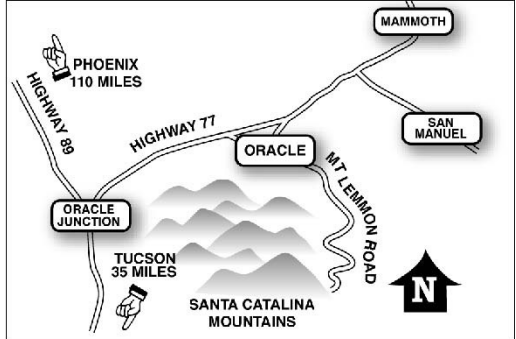 MAMMOTH
PHOENIX
110 MILES
HIGHWAY 89
HIGHWAY 77
SAN
MANUEL
ORACLE
MT LEMMON ROAD
ORACLE
JUNCTION
TUCSON
35 MILES
SANTA CATALINA
MOUNTAINS
N